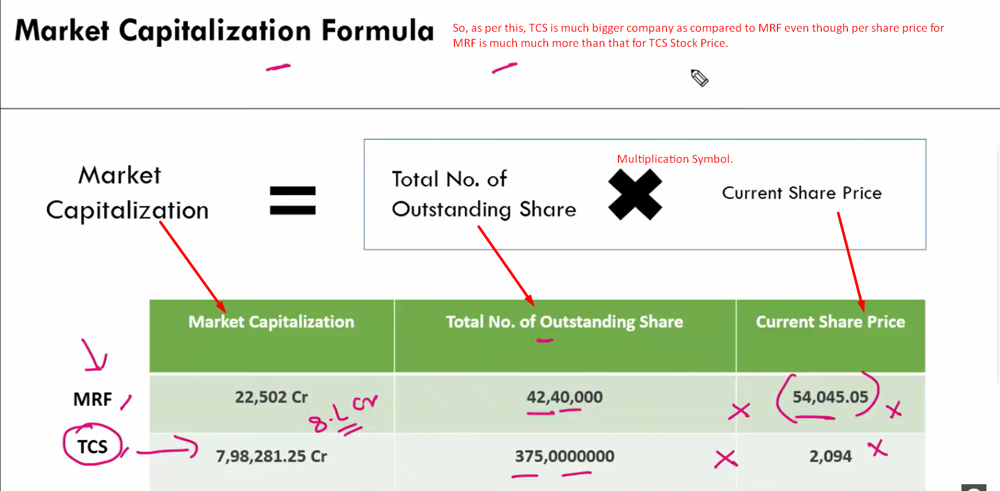 Market Capitalization Formula
So, as per this, TCS is much bigger company as compared to MRF even though per share price for
MRF is much much more than that for TCS Stock Price.
Multiplication Symbol.
Market
Capitalization
=
Total No. of
Outstanding Share
✖
Current Share Price
Market Capitalization Total No. of Outstanding Share Current Share Price
MRF 22,502 Cr 42,40,000 x 54,045.05 x
8.L cr
TCS 7,98,281.25 Cr 375,0000000 x 2,094 x